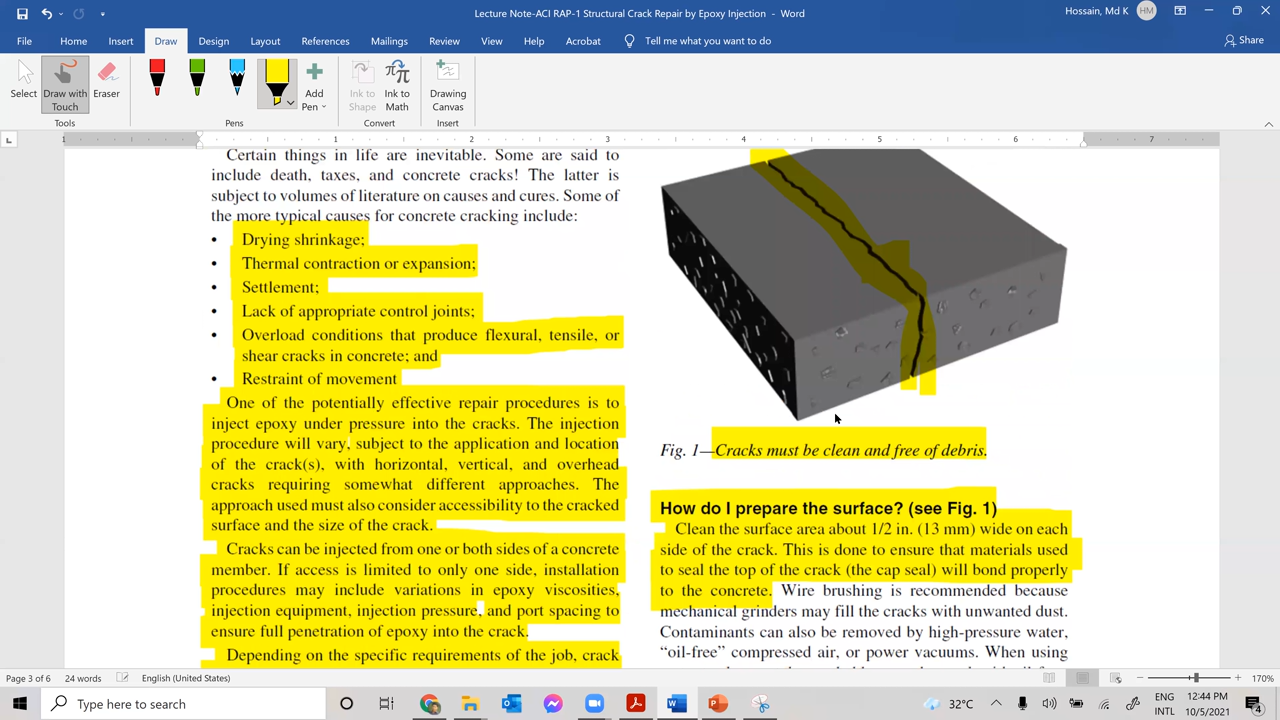 Lecture Note-ACI RAP-1 Structural Crack Repair by Epoxy Injection - Word
Hossain, Md K
HM
File
Home
Insert
Draw
Design
Layout
References
Mailings
Review
View
Help
Acrobat
Tell me what you want to do
Share
Select
Draw with
Touch
Eraser
Add
Pen
Ink to
Shape
Ink to
Math
Drawing
Canvas
Tools
Pens
Convert
Insert
1
1
2
3
4
5
6
7
Certain things in life are inevitable. Some are said to
include death, taxes, and concrete cracks! The latter is
subject to volumes of literature on causes and cures. Some of
the more typical causes for concrete cracking include:
• Drying shrinkage;
• Thermal contraction or expansion;
• Settlement;
• Lack of appropriate control joints;
• Overload conditions that produce flexural, tensile, or
shear cracks in concrete; and
• Restraint of movement
One of the potentially effective repair procedures is to
inject epoxy under pressure into the cracks. The injection
procedure will vary, subject to the application and location
of the crack(s), with horizontal, vertical, and overhead
cracks requiring somewhat different approaches. The
approach used must also consider accessibility to the cracked
surface and the size of the crack.
Cracks can be injected from one or both sides of a concrete
member. If access is limited to only one side, installation
procedures may include variations in epoxy viscosities,
injection equipment, injection pressure, and port spacing to
ensure full penetration of epoxy into the crack.
Depending on the specific requirements of the job, crack
Fig. 1—Cracks must be clean and free of debris.
How do I prepare the surface? (see Fig. 1)
Clean the surface area about 1/2 in. (13 mm) wide on each
side of the crack. This is done to ensure that materials used
to seal the top of the crack (the cap seal) will bond properly
to the concrete. Wire brushing is recommended because
mechanical grinders may fill the cracks with unwanted dust.
Contaminants can also be removed by high-pressure water,
“oil-free” compressed air, or power vacuums. When using
Page 3 of 6
24 words
English (United States)
170%
Type here to search
32°C
ENG
INTL
12:44 PM
10/5/2021
4